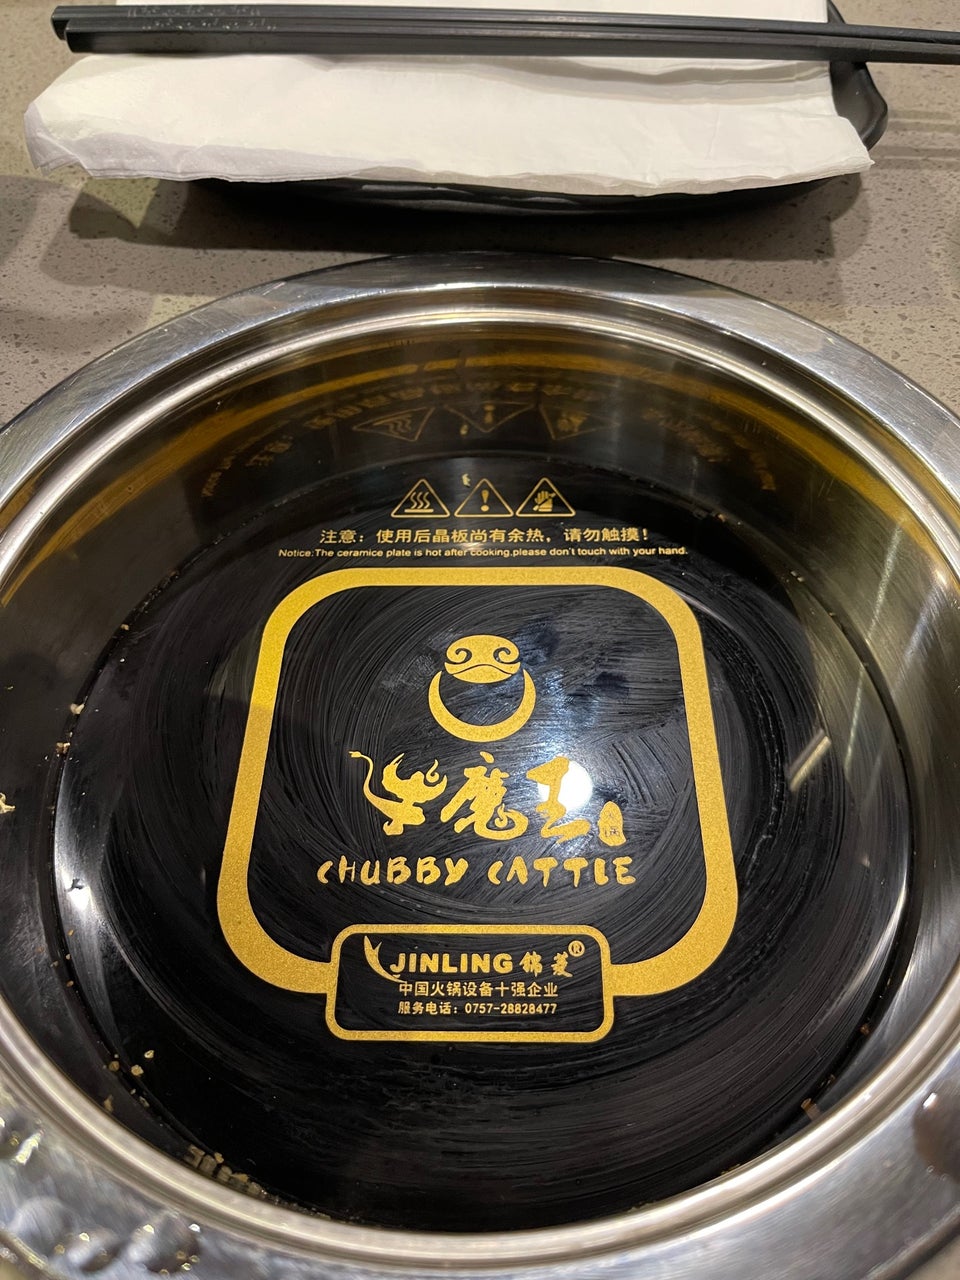 注意：使用后晶板尚有余热，请勿触摸！
Notice:The ceramice plate is hot after cooking,please don't touch with your hand.
牛魔王
CHUBBY CATTLE
JINLING 锦菱®
中国火锅设备十强企业
服务电话：0757-28828477